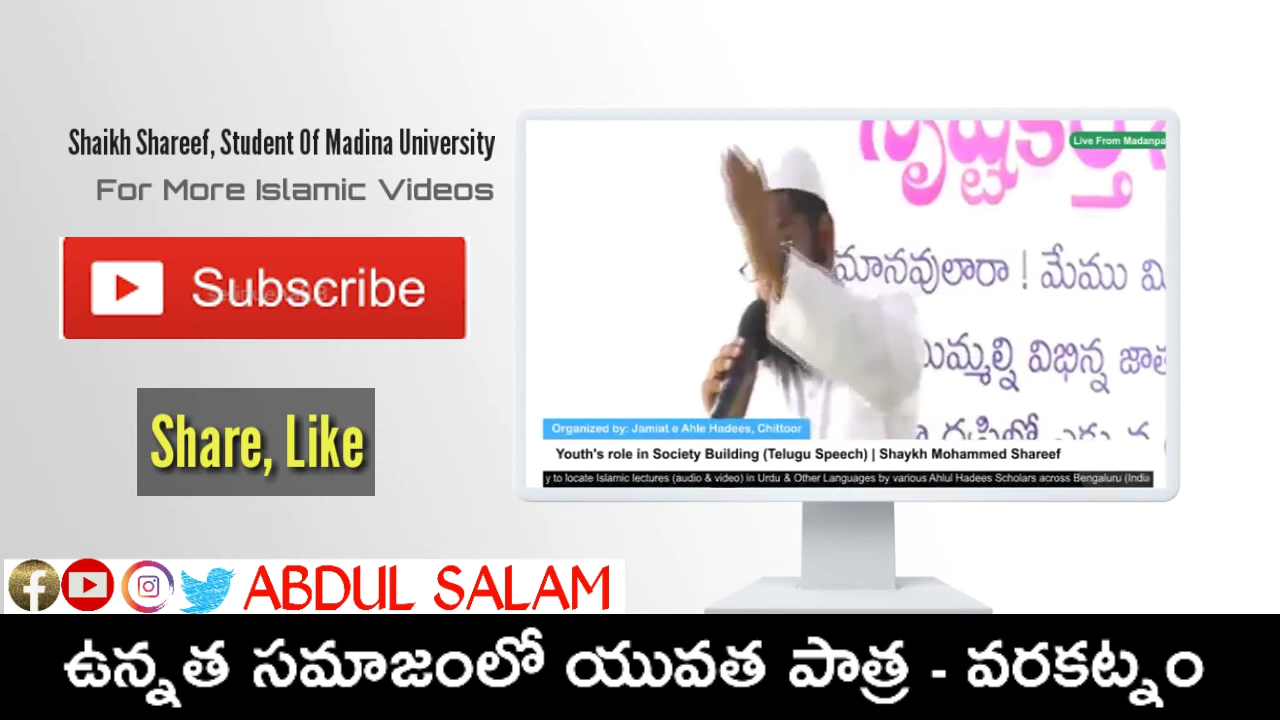 Shaikh Shareef, Student Of Madina University
For More Islamic Videos
Subscribe
Share, Like
సృష్టికర్త
Live From Madanpa
మానవులారా ! మేము మి
మిమ్మల్ని విభిన్న జాత
Organized by: Jamiat e Ahle Hadees, Chittoor
Youth's role in Society Building (Telugu Speech) | Shaykh Mohammed Shareef
y to locate Islamic lectures (audio & video) in Urdu & Other Languages by various Ahlul Hadees Scholars across Bengaluru (India
ABDUL SALAM
ఉన్నత సమాజంలో యువత పాత్ర - వరకట్నం